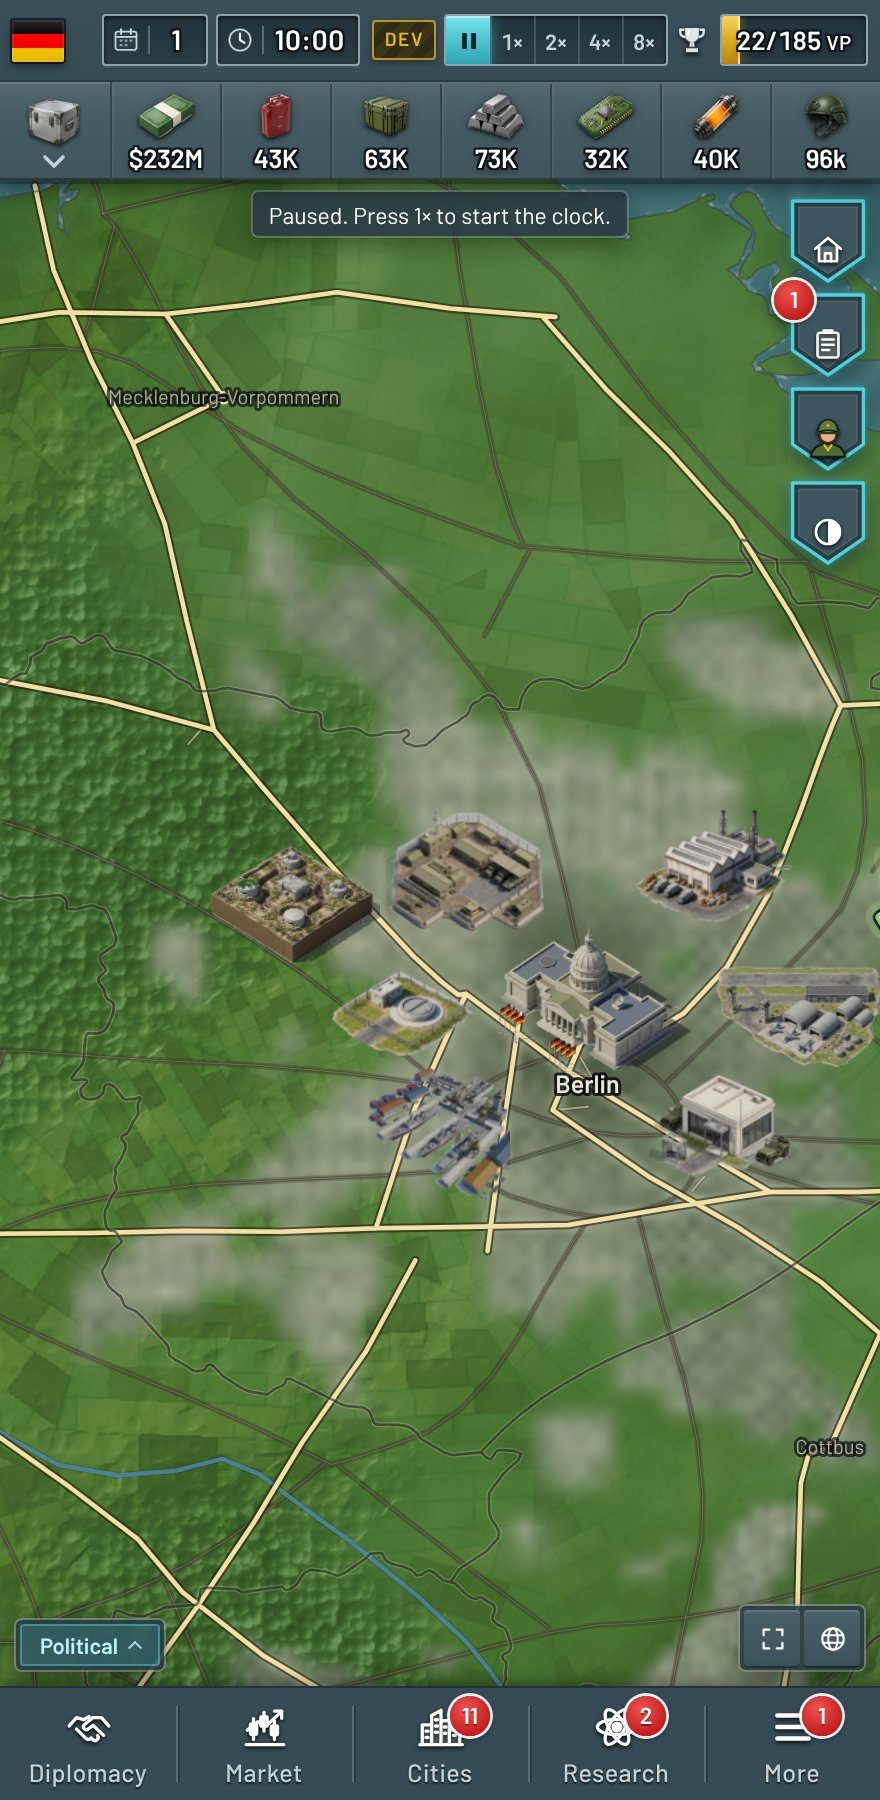 1
10:00
DEV
1×
2×
4×
8×
22/185 VP
$232M
43K
63K
73K
32K
40K
96k
Paused. Press 1× to start the clock.
1
Mecklenburg-Vorpommern
Berlin
Cottbus
Political
11
2
1
Diplomacy
Market
Cities
Research
More